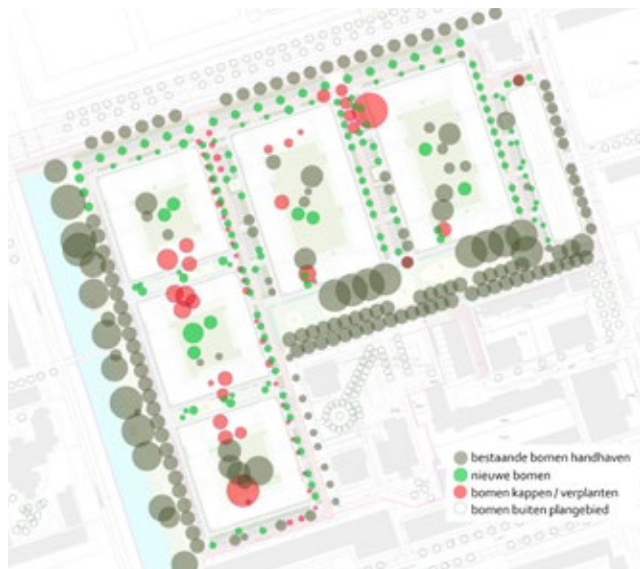 bestaande bomen handhaven
nieuwe bomen
bomen kappen / verplanten
bomen buiten plangebied